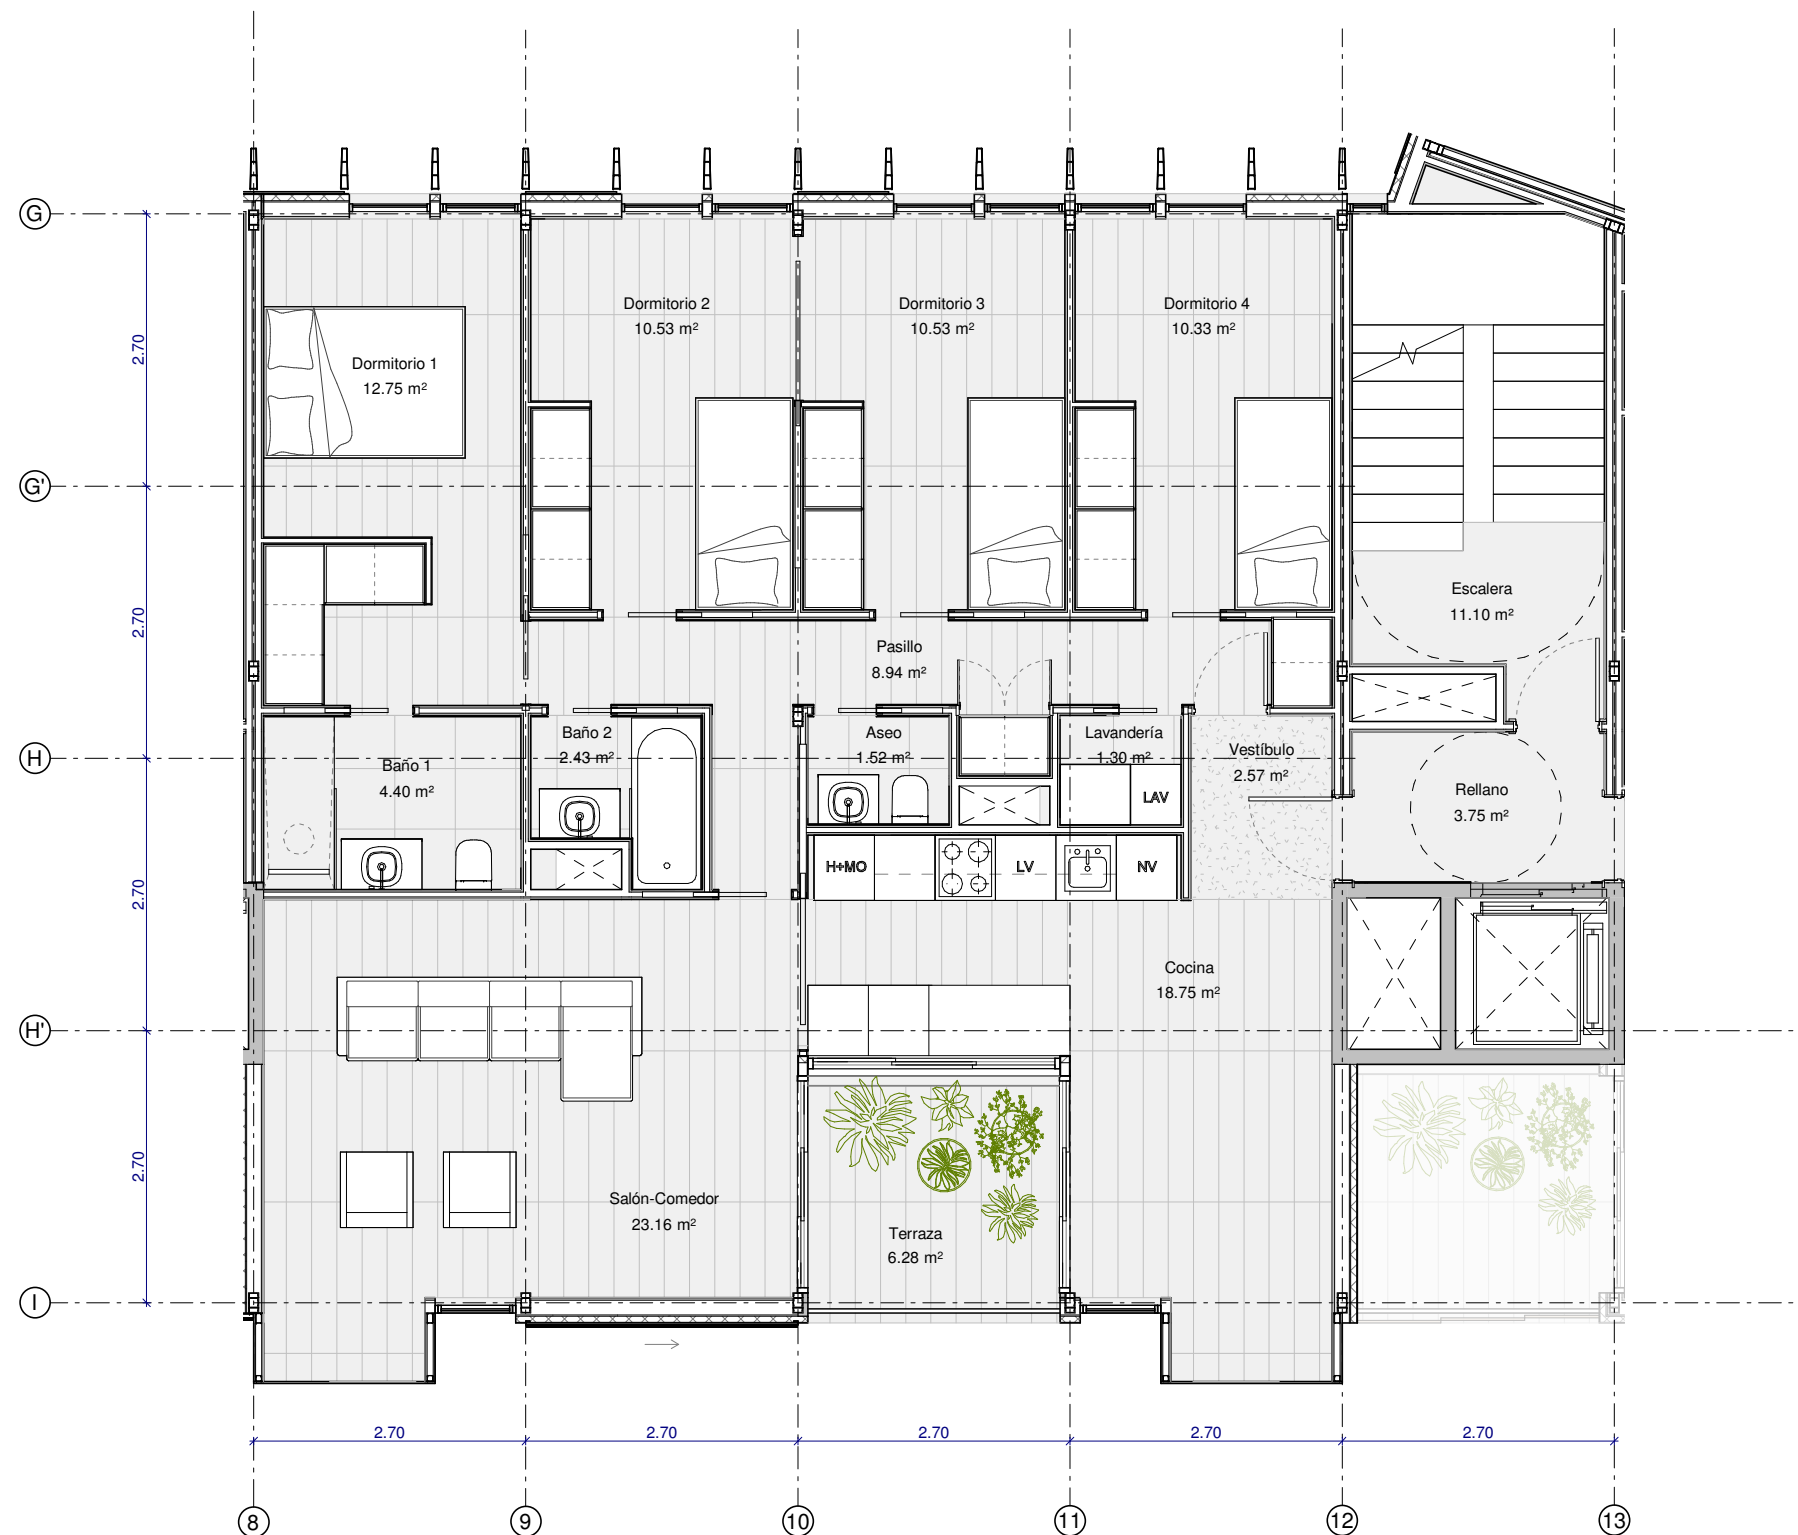 G
Dormitorio 2
10.53 m²
Dormitorio 3
10.53 m²
Dormitorio 4
10.33 m²
2.70
Dormitorio 1
12.75 m²
G'
2.70
Escalera
11.10 m²
Pasillo
8.94 m²
Baño 2
2.43 m²
Aseo
1.52 m²
Lavandería
1.30 m²
Vestíbulo
2.57 m²
H
Baño 1
4.40 m²
LAV
Rellano
3.75 m²
2.70
H+MO
LV
NV
Cocina
18.75 m²
H'
2.70
Salón-Comedor
23.16 m²
Terraza
6.28 m²
I
2.70
2.70
2.70
2.70
2.70
8
9
10
11
12
13